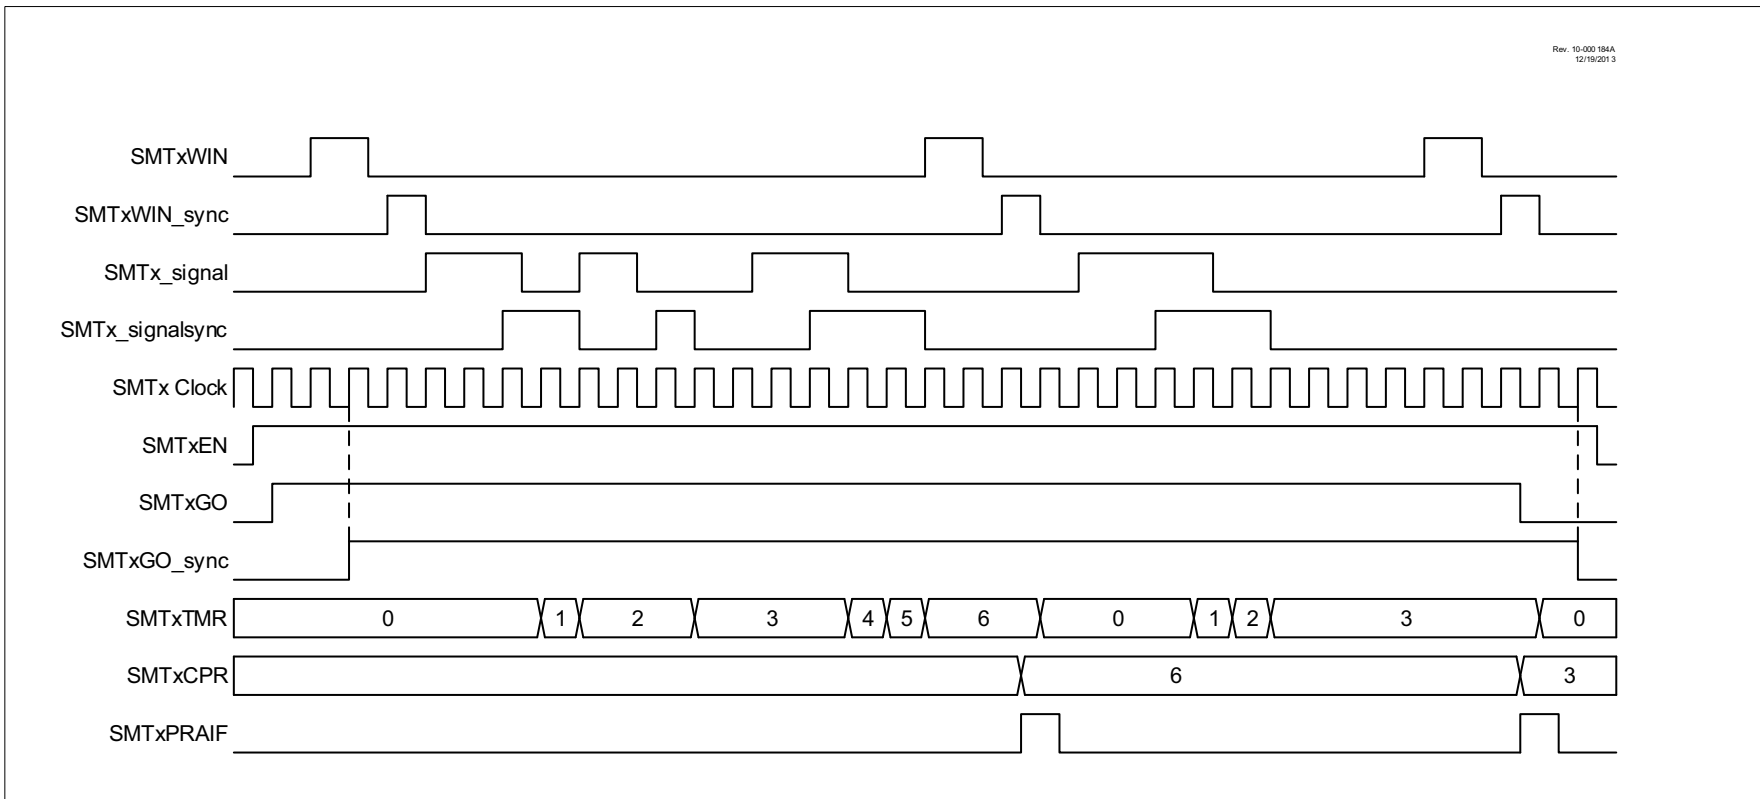 Rev. 10-000 184A
12/19/201 3
SMTxWIN
SMTxWIN_sync
SMTx_signal
SMTx_signalsync
SMTx Clock
SMTxEN
SMTxGO
SMTxGO_sync
SMTxTMR 0 1 2 3 4 5 6 0 1 2 3 0
SMTxCPR 6 3
SMTxPRAIF